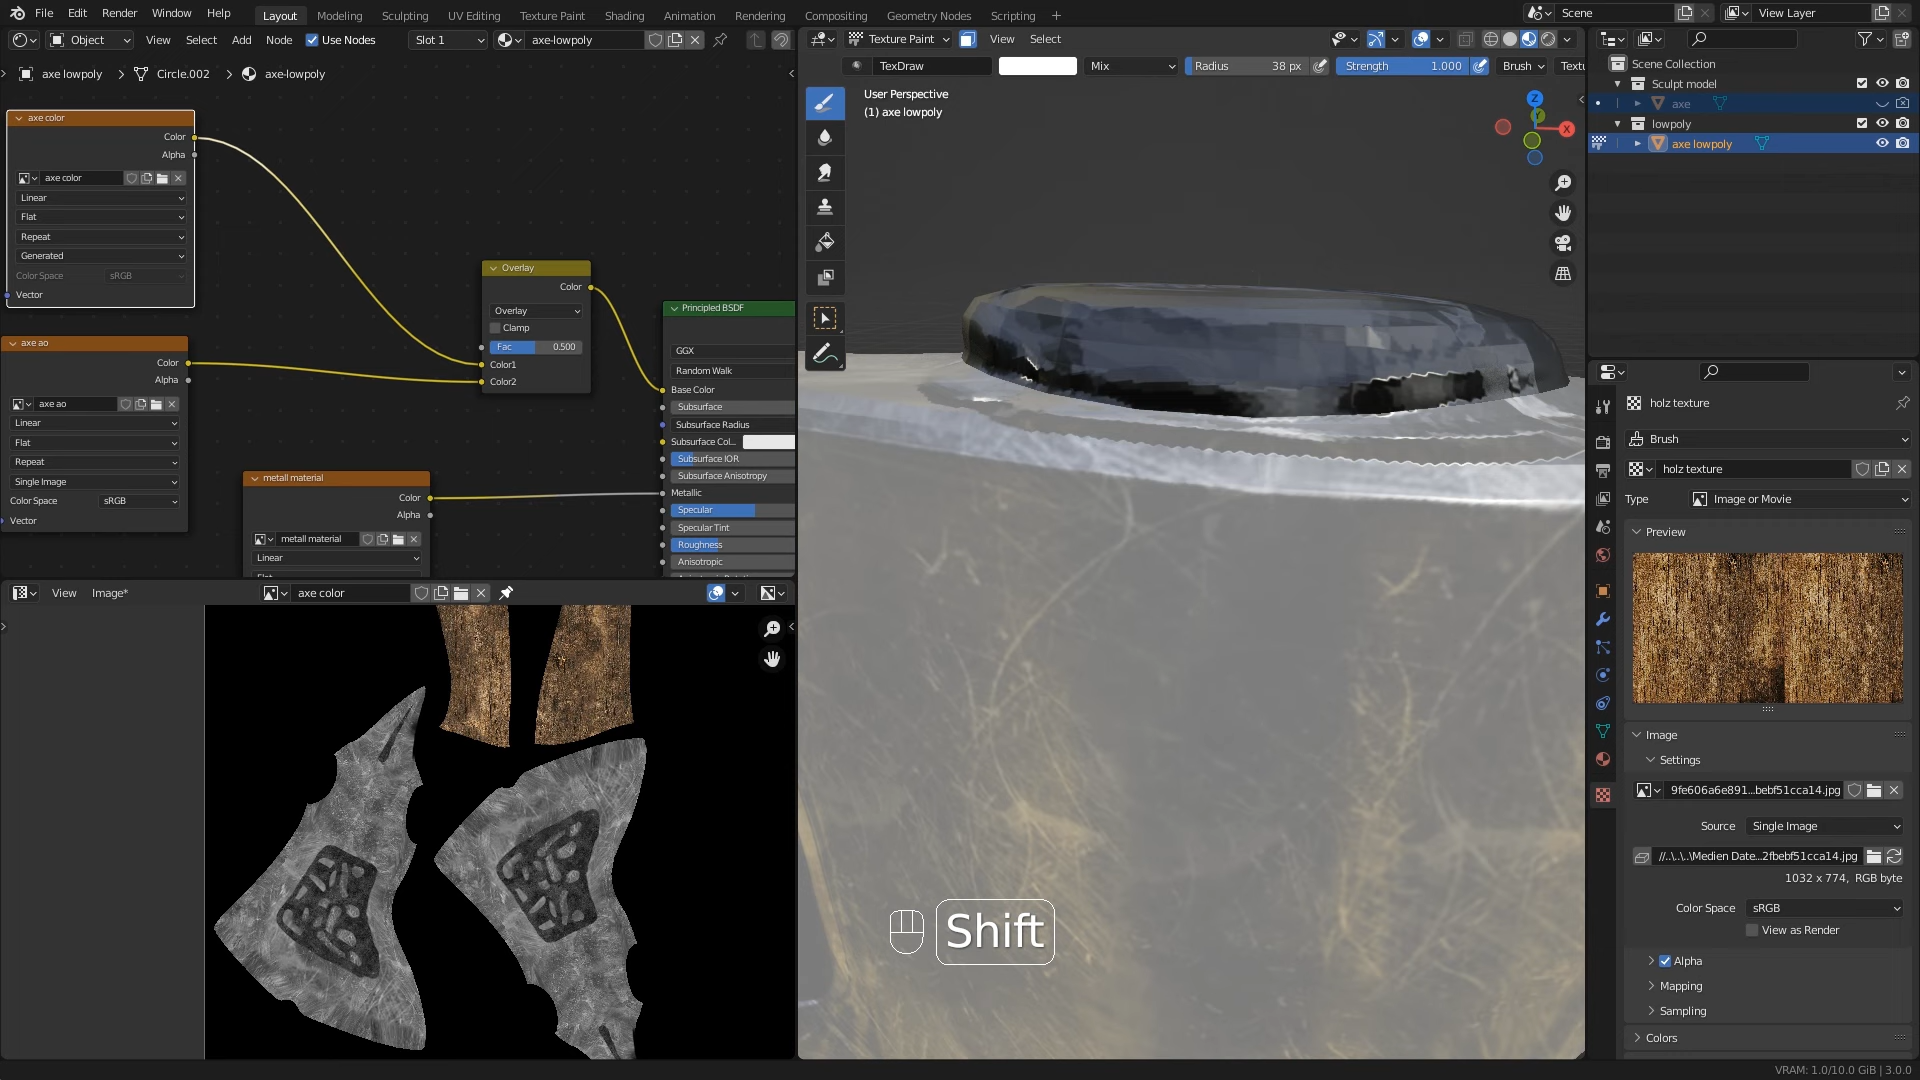 File Edit Render Window Help Layout Modeling Sculpting UV Editing Texture Paint Shading Animation Rendering Compositing Geometry Nodes Scripting + Scene View Layer
Object View Select Add Node Use Nodes Slot 1 axe-lowpoly
axe lowpoly Circle.002 axe-lowpoly
axe color
Color
Alpha
axe color
Linear
Flat
Repeat
Generated
Color Space sRGB
Vector
axe ao
Color
Alpha
axe ao
Linear
Flat
Repeat
Single Image
Color Space sRGB
Vector
metall material
Color
Alpha
metall material
Linear
Overlay
Color
Overlay
Clamp
Fac 0.500
Color1
Color2
Principled BSDF
GGX
Random Walk
Base Color
Subsurface
Subsurface Radius
Subsurface Col...
Subsurface IOR
Subsurface Anisotropy
Metallic
Specular
Specular Tint
Roughness
Anisotropic
View Image* axe color
Texture Paint View Select
TexDraw Mix Radius 38 px Strength 1.000 Brush Textu
User Perspective
(1) axe lowpoly
Z
Y
X
Shift
Scene Collection
Sculpt model
axe
lowpoly
axe lowpoly
holz texture
Brush
holz texture
Type Image or Movie
Preview
Image
Settings
9fe606a6e891...bebf51cca14.jpg
Source Single Image
//..\..\..\Medien Date...2fbebf51cca14.jpg
1032 x 774, RGB byte
Color Space sRGB
View as Render
Alpha
Mapping
Sampling
Colors
VRAM: 1.0/10.0 GiB | 3.0.0